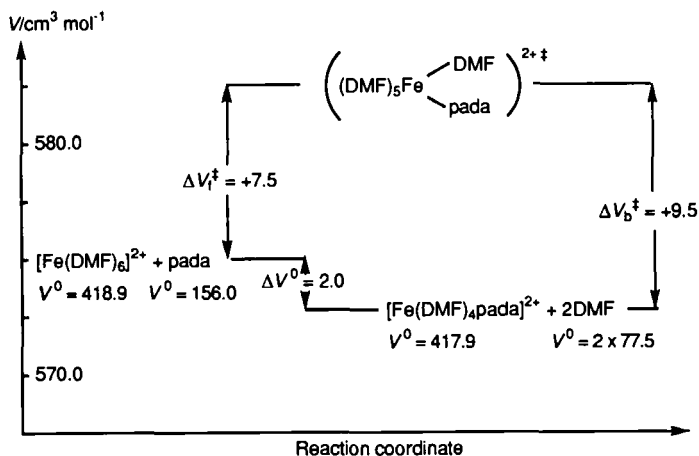 V/cm³ mol⁻¹
580.0
570.0
((DMF)₅Fe DMF pada)²⁺ ‡
ΔVf‡ = +7.5
ΔVb‡ = +9.5
[Fe(DMF)₆]²⁺ + pada
V⁰ = 418.9 V⁰ = 156.0
ΔV⁰ = 2.0
[Fe(DMF)₄pada]²⁺ + 2DMF
V⁰ = 417.9 V⁰ = 2 x 77.5
Reaction coordinate